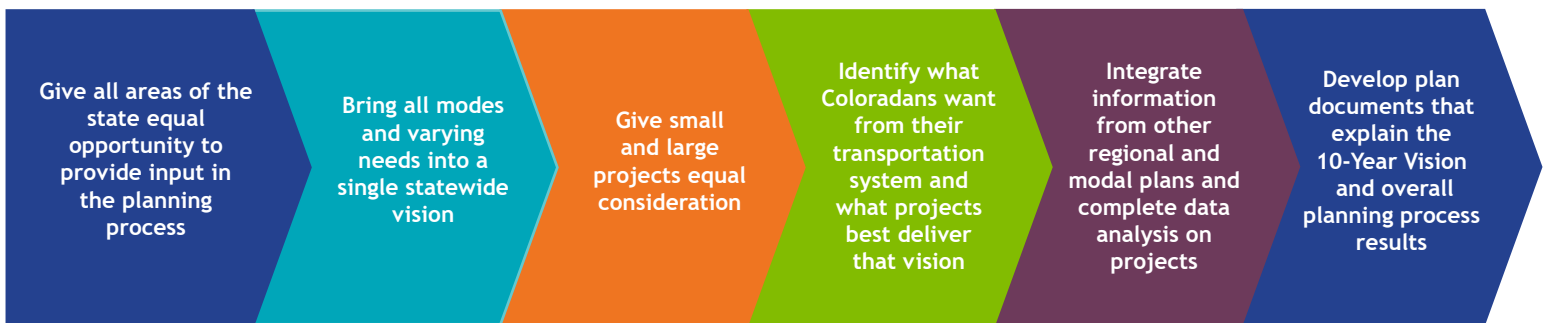 Give all areas of the
state equal
opportunity to
provide input in
the planning
process
Bring all modes
and varying
needs into a
single statewide
vision
Give small
and large
projects equal
consideration
Identify what
Coloradans want
from their
transportation
system and
what projects
best deliver
that vision
Integrate
information
from other
regional and
modal plans and
complete data
analysis on
projects
Develop plan
documents that
explain the
10-Year Vision
and overall
planning process
results